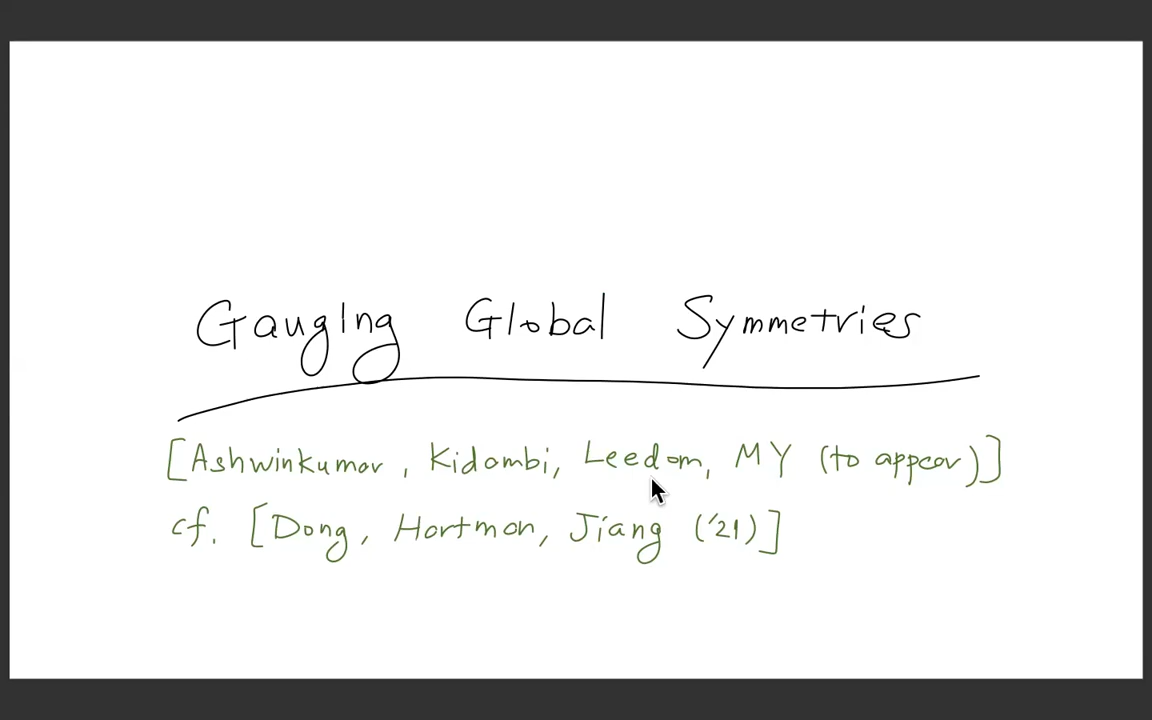 Gauging Global Symmetries
[Ashwinkumar, Kidambi, Leedom, MY (to appear)]
cf. [Dong, Hartman, Jiang ('21)]